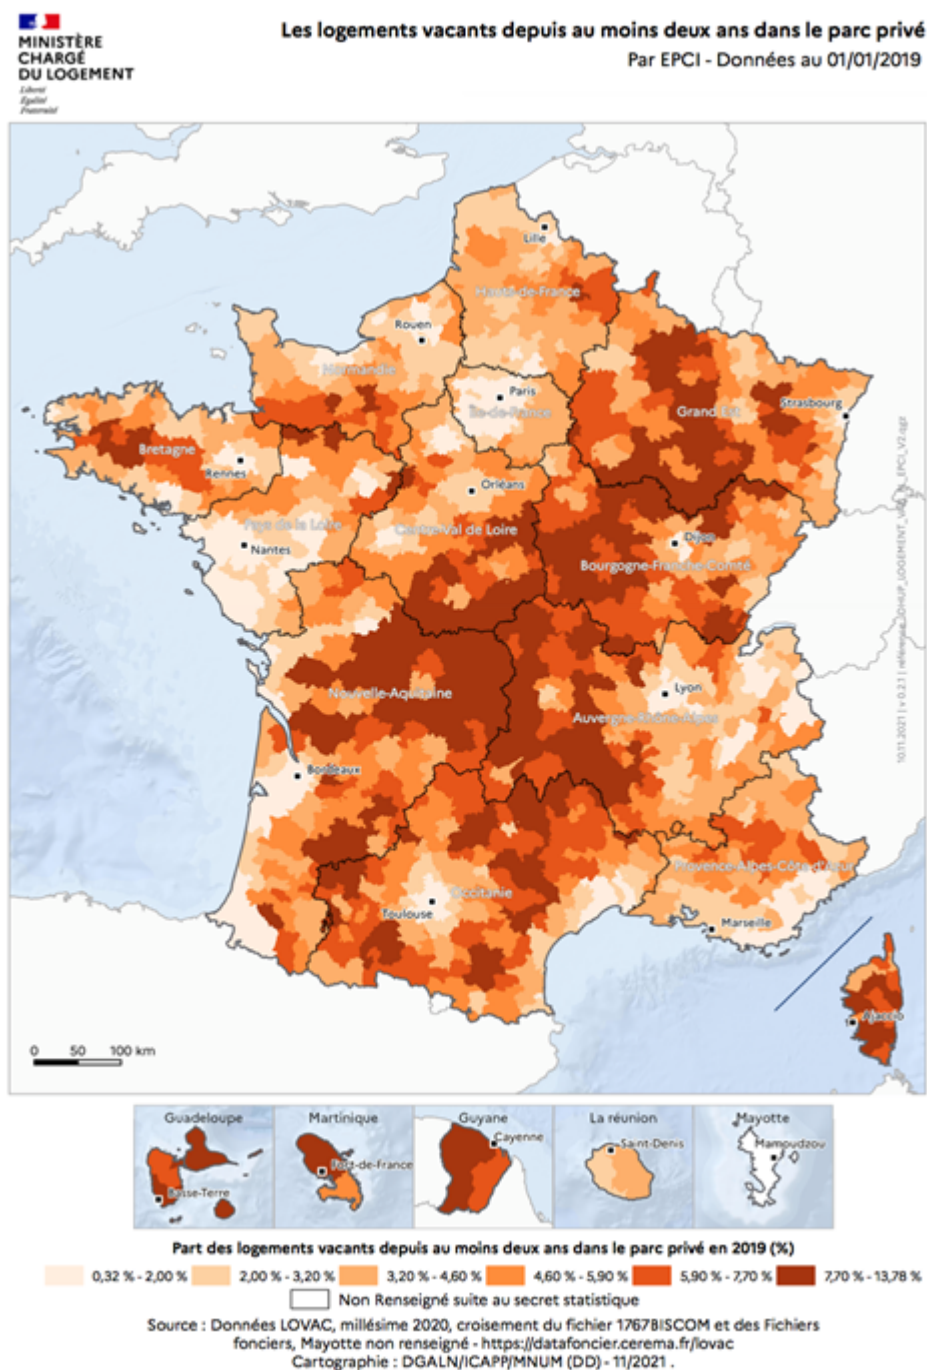 MINISTÈRE
CHARGÉ
DU LOGEMENT
Liberté
Égalité
Fraternité
Les logements vacants depuis au moins deux ans dans le parc privé
Par EPCI - Données au 01/01/2019
Lille
Hauts-de-France
Rouen
Normandie
Paris
Île-de-France
Grand Est
Strasbourg
Bretagne
Rennes
Orléans
Pays de la Loire
Centre-Val de Loire
Nantes
Dijon
Bourgogne-Franche-Comté
Nouvelle-Aquitaine
Lyon
Auvergne-Rhône-Alpes
Bordeaux
Provence-Alpes-Côte d'Azur
Occitanie
Toulouse
Marseille
Ajaccio
0 50 100 km
Guadeloupe
Basse-Terre
Martinique
Fort-de-France
Guyane
Cayenne
La réunion
Saint-Denis
Mayotte
Mamoudzou
Part des logements vacants depuis au moins deux ans dans le parc privé en 2019 (%)
0,32 % - 2,00 % 2,00 % - 3,20 % 3,20 % - 4,60 % 4,60 % - 5,90 % 5,90 % - 7,70 % 7,70 % - 13,78 %
Non Renseigné suite au secret statistique
Source : Données LOVAC, millésime 2020, croisement du fichier 1767BISCOM et des Fichiers
fonciers, Mayotte non renseigné - https://datafoncier.cerema.fr/lovac
Cartographie : DGALN/ICAPP/MNUM (DD) - 11/2021 .